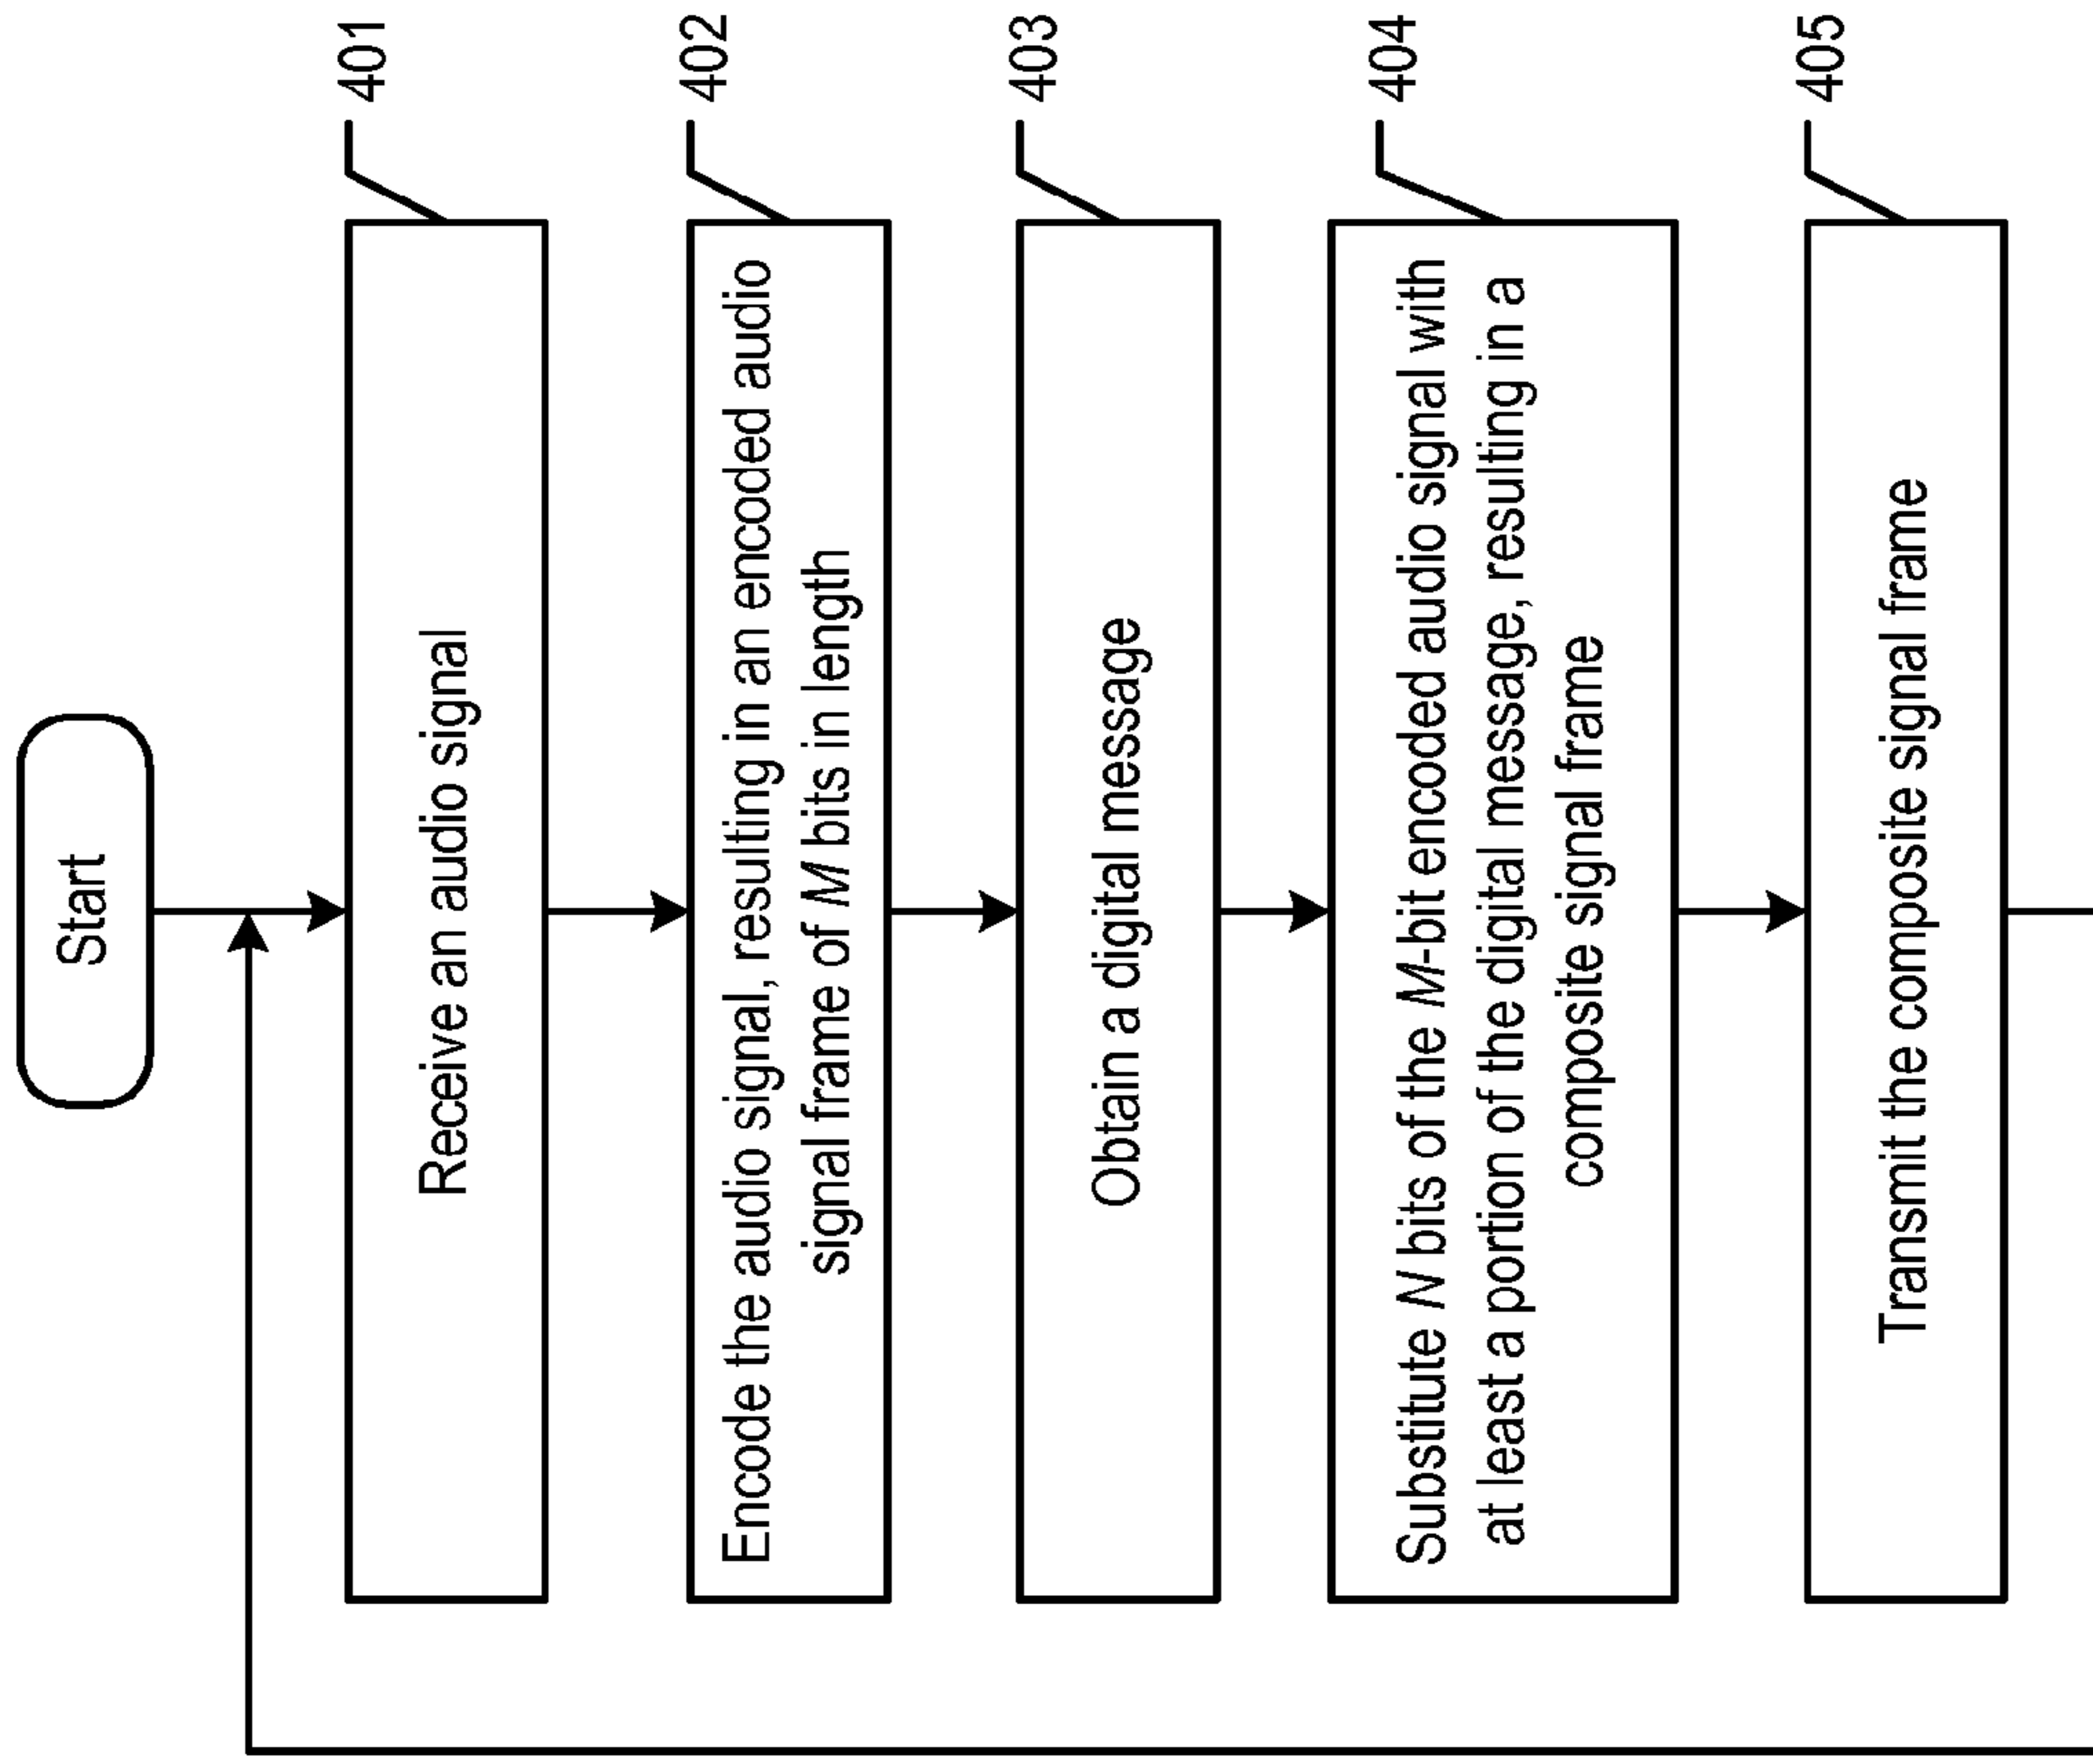 Start
Receive an audio signal
401
Encode the audio signal, resulting in an encoded audio
signal frame of M bits in length
402
Obtain a digital message
403
Substitute N bits of the M-bit encoded audio signal with
at least a portion of the digital message, resulting in a
composite signal frame
404
Transmit the composite signal frame
405